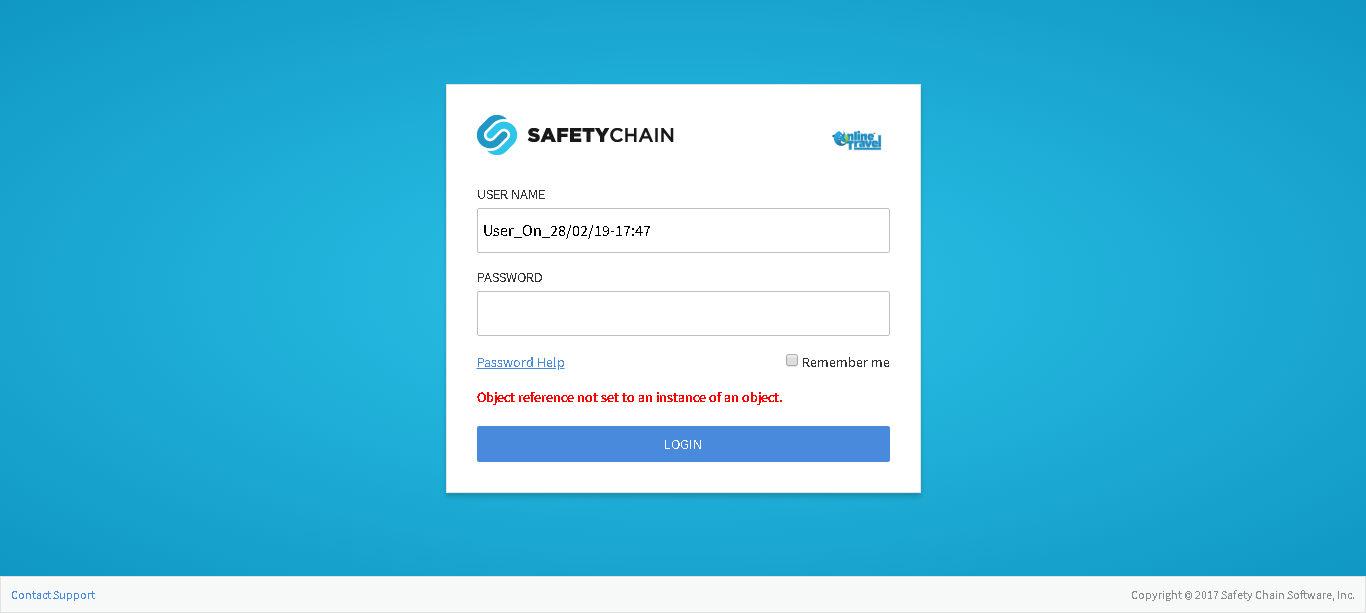 SAFETYCHAIN
Online
Travel
USER NAME
User_On_28/02/19-17:47
PASSWORD
Password Help
Remember me
Object reference not set to an instance of an object.
LOGIN
Contact Support
Copyright © 2017 Safety Chain Software, Inc.